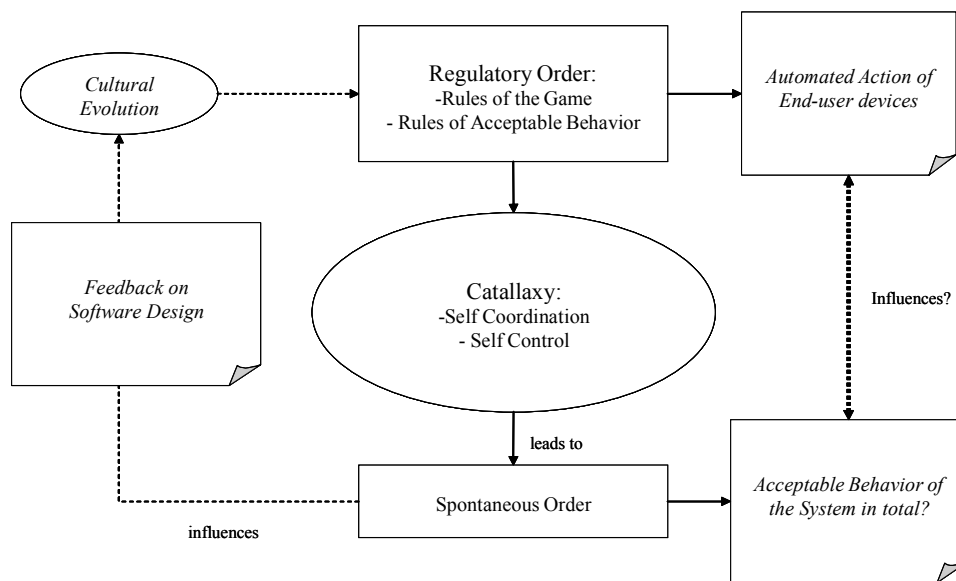 Cultural
Evolution
Regulatory Order:
-Rules of the Game
- Rules of Acceptable Behavior
Automated Action of
End-user devices
Feedback on
Software Design
Catallaxy:
-Self Coordination
- Self Control
Influences?
leads to
Spontaneous Order
influences
Acceptable Behavior of
the System in total?